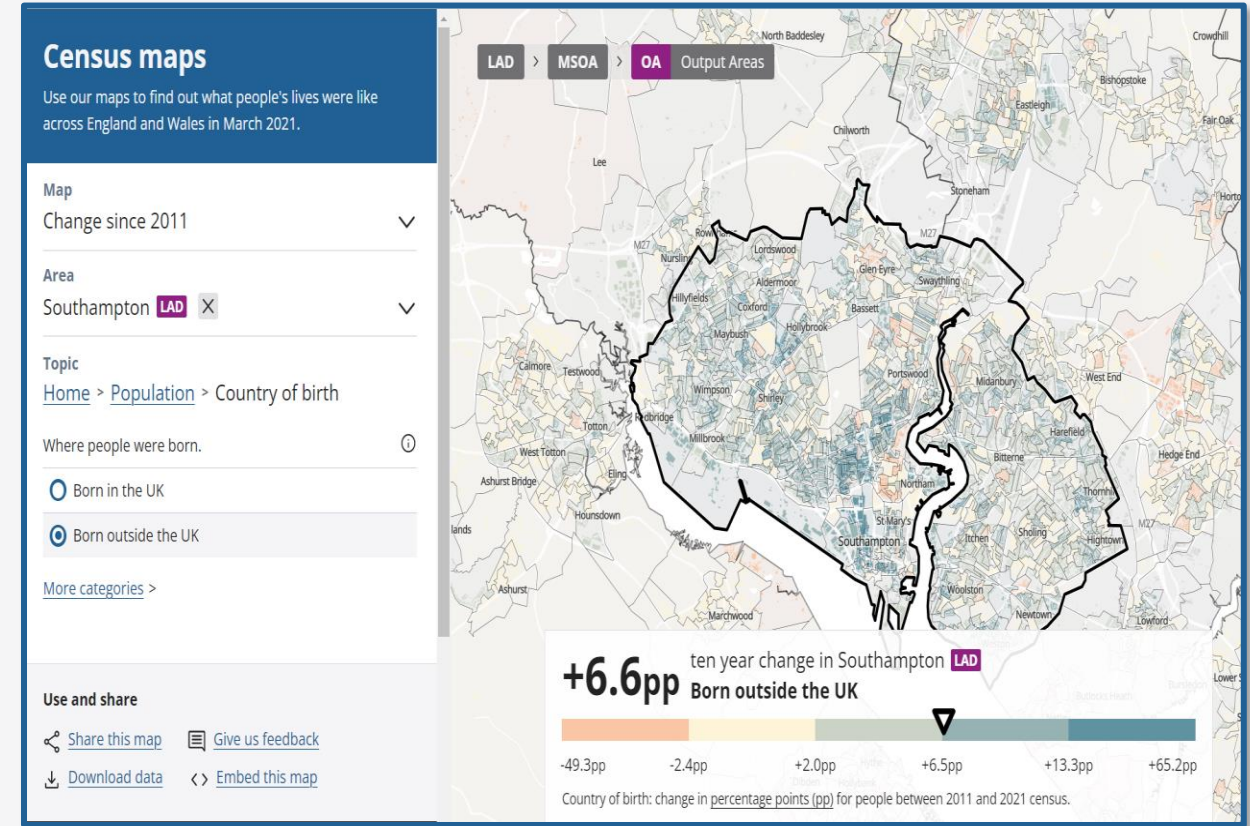 Census maps
Use our maps to find out what people's lives were like
across England and Wales in March 2021.
Map
Change since 2011
Area
Southampton LAD X
Topic
Home > Population > Country of birth
Where people were born.
Born in the UK
Born outside the UK
More categories >
Use and share
Share this map
Give us feedback
Download data
Embed this map
LAD > MSOA > OA Output Areas
North Baddesley
Crowdhill
Bishopstoke
Eastleigh
Fair Oak
Chilworth
Lee
Stoneham
M27
M27
Nursling
Lordswood
Glen Eyre
Swaythling
Aldermoor
Hillyfields
Coxford
Bassett
Maybush
Hollybrook
Calmore
Testwood
Portswood
Midanbury
West End
Wimpson
Shirley
Redbridge
Totton
Harefield
Millbrook
West Totton
Bitterne
Hedge End
Ashurst Bridge
Eling
Northam
Thornhill
Hounsdown
St Mary's
M27
lands
Southampton
Itchen
Sholing
Hightown
Ashurst
Woolston
Marchwood
Newtown
Lowford
+6.6pp
ten year change in Southampton LAD
Born outside the UK
-49.3pp -2.4pp +2.0pp +6.5pp +13.3pp +65.2pp
Country of birth: change in percentage points (pp) for people between 2011 and 2021 census.
Lower